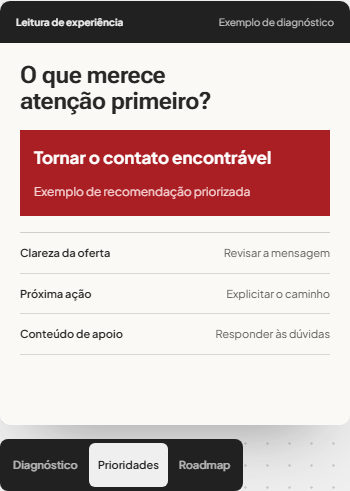 Leitura de experiência
Exemplo de diagnóstico
O que merece
atenção primeiro?
Tornar o contato encontrável
Exemplo de recomendação priorizada
Clareza da oferta
Revisar a mensagem
Próxima ação
Explicitar o caminho
Conteúdo de apoio
Responder às dúvidas
Diagnóstico
Prioridades
Roadmap